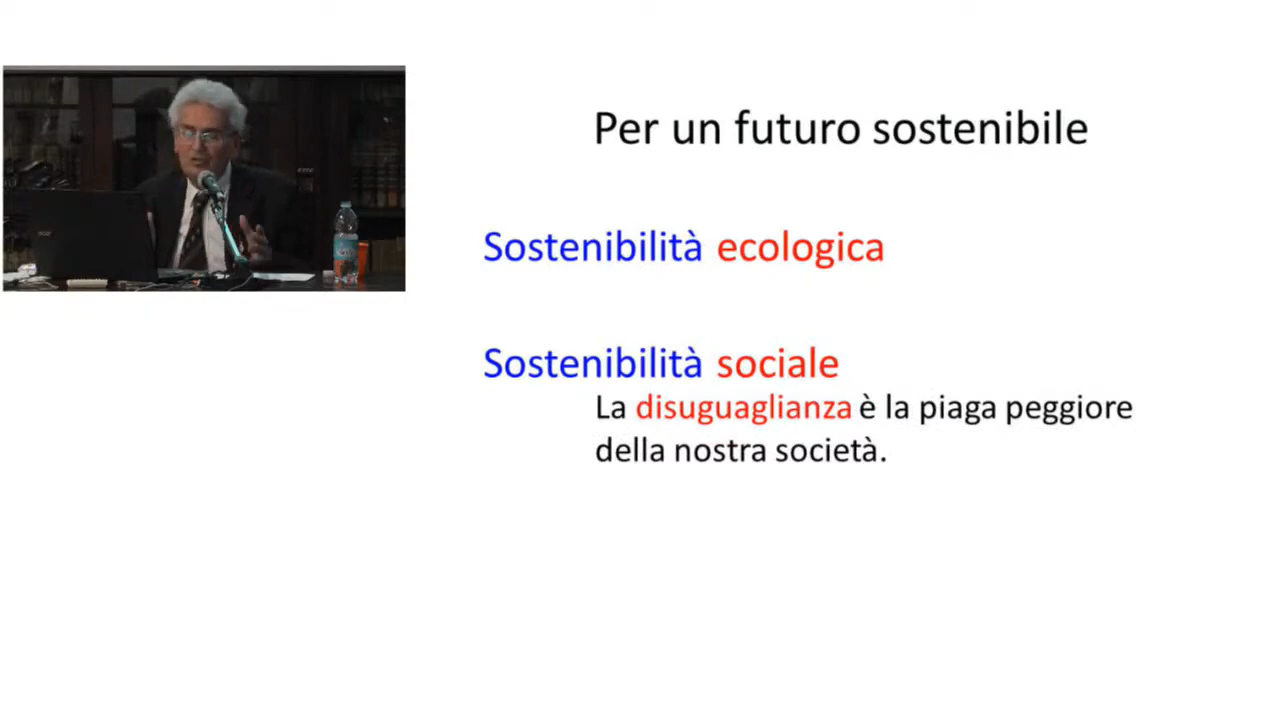 Per un futuro sostenibile
Sostenibilità ecologica
Sostenibilità sociale
La disuguaglianza è la piaga peggiore
della nostra società.